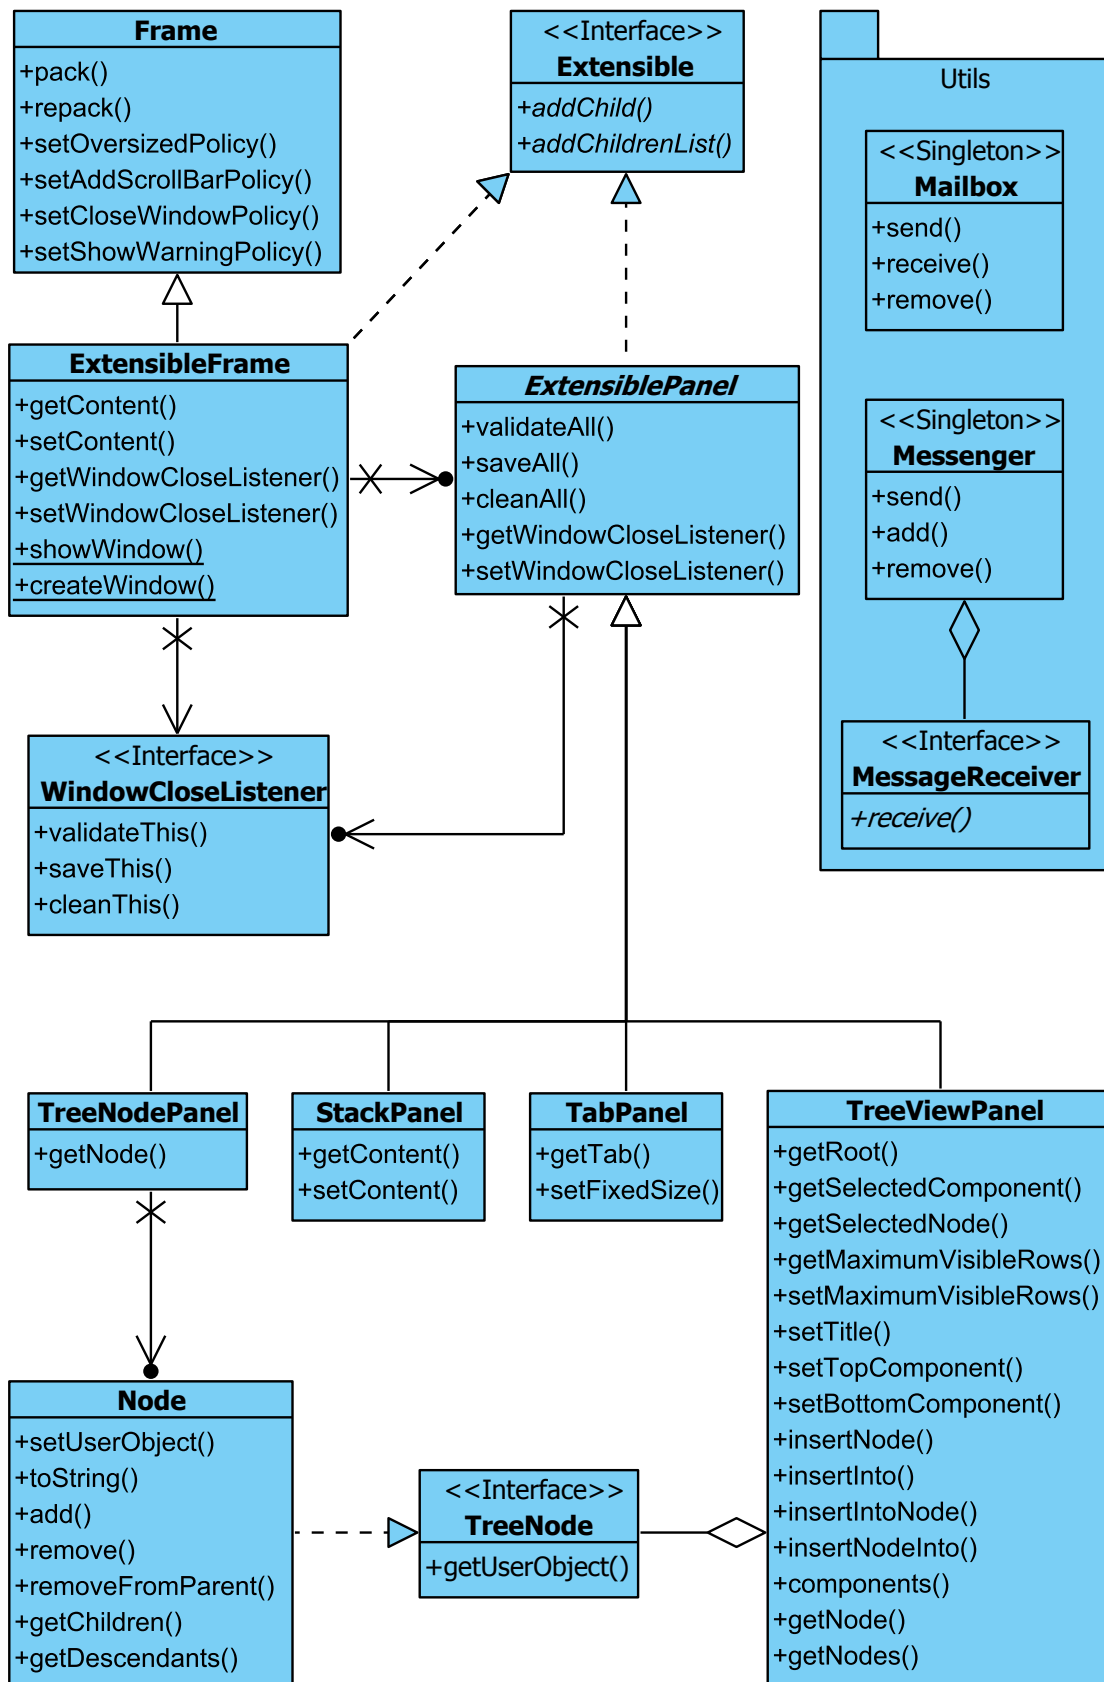 Frame
+pack()
+repack()
+setOversizedPolicy()
+setAddScrollBarPolicy()
+setCloseWindowPolicy()
+setShowWarningPolicy()
<<Interface>>
Extensible
+addChild()
+addChildrenList()
Utils
<<Singleton>>
Mailbox
+send()
+receive()
+remove()
<<Singleton>>
Messenger
+send()
+add()
+remove()
<<Interface>>
MessageReceiver
+receive()
ExtensibleFrame
+getContent()
+setContent()
+getWindowCloseListener()
+setWindowCloseListener()
+showWindow()
+createWindow()
ExtensiblePanel
+validateAll()
+saveAll()
+cleanAll()
+getWindowCloseListener()
+setWindowCloseListener()
<<Interface>>
WindowCloseListener
+validateThis()
+saveThis()
+cleanThis()
TreeNodePanel
+getNode()
StackPanel
+getContent()
+setContent()
TabPanel
+getTab()
+setFixedSize()
TreeViewPanel
+getRoot()
+getSelectedComponent()
+getSelectedNode()
+getMaximumVisibleRows()
+setMaximumVisibleRows()
+setTitle()
+setTopComponent()
+setBottomComponent()
+insertNode()
+insertInto()
+insertIntoNode()
+insertNodeInto()
+components()
+getNode()
+getNodes()
Node
+setUserObject()
+toString()
+add()
+remove()
+removeFromParent()
+getChildren()
+getDescendants()
<<Interface>>
TreeNode
+getUserObject()